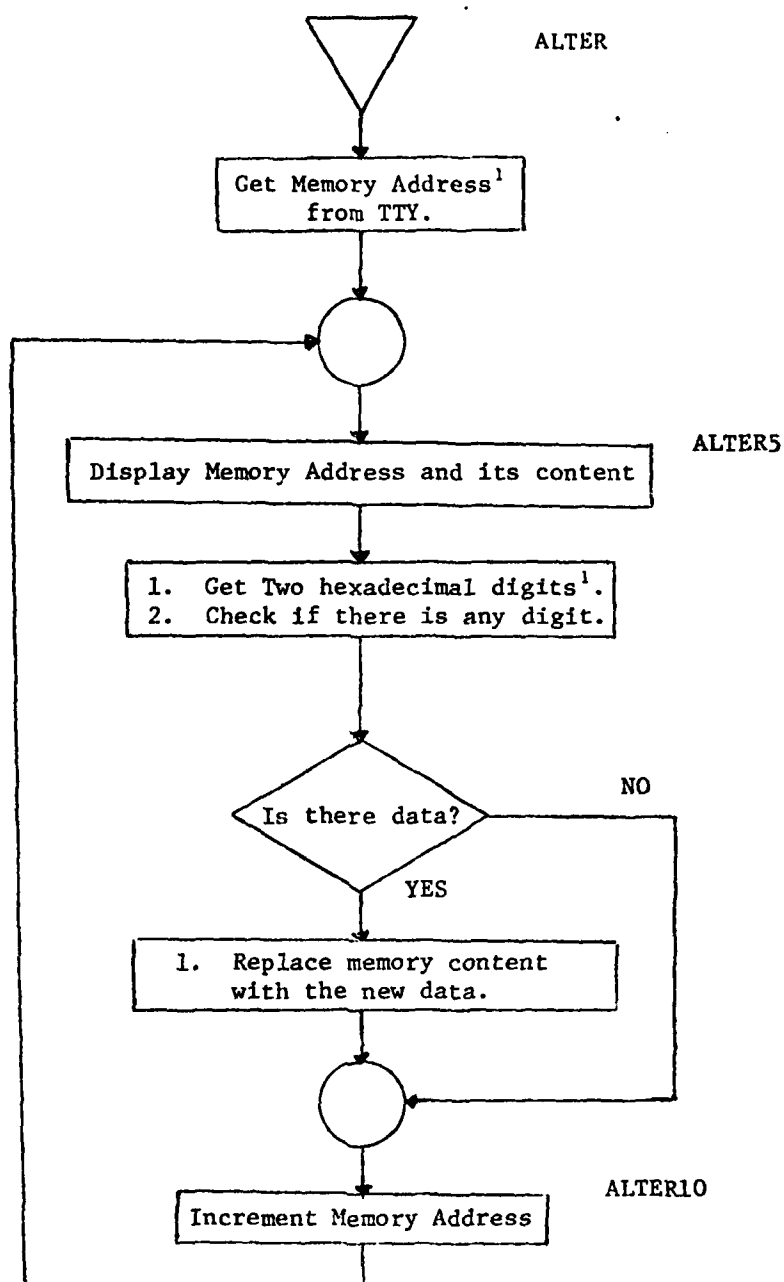 ALTER
Get Memory Address¹
from TTY.
ALTER5
Display Memory Address and its content
1. Get Two hexadecimal digits¹.
2. Check if there is any digit.
Is there data?
NO
YES
1. Replace memory content
with the new data.
ALTER10
Increment Memory Address